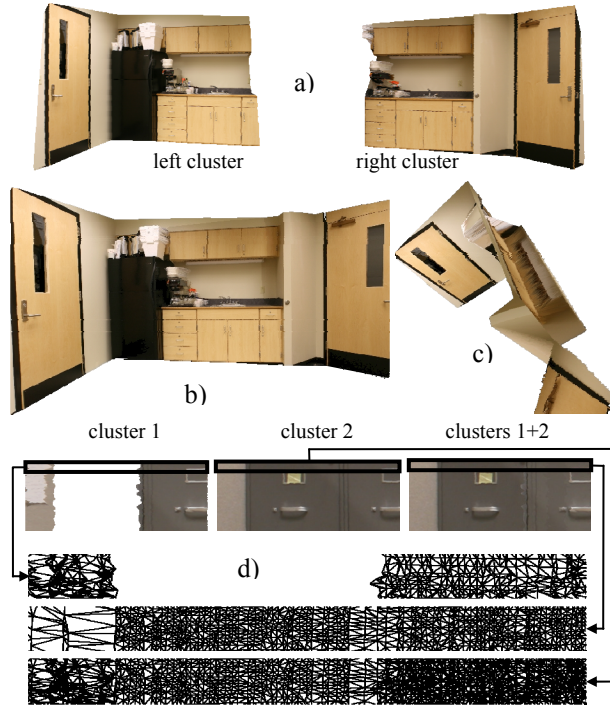 a)
left cluster
right cluster
b)
c)
cluster 1
cluster 2
clusters 1+2
d)